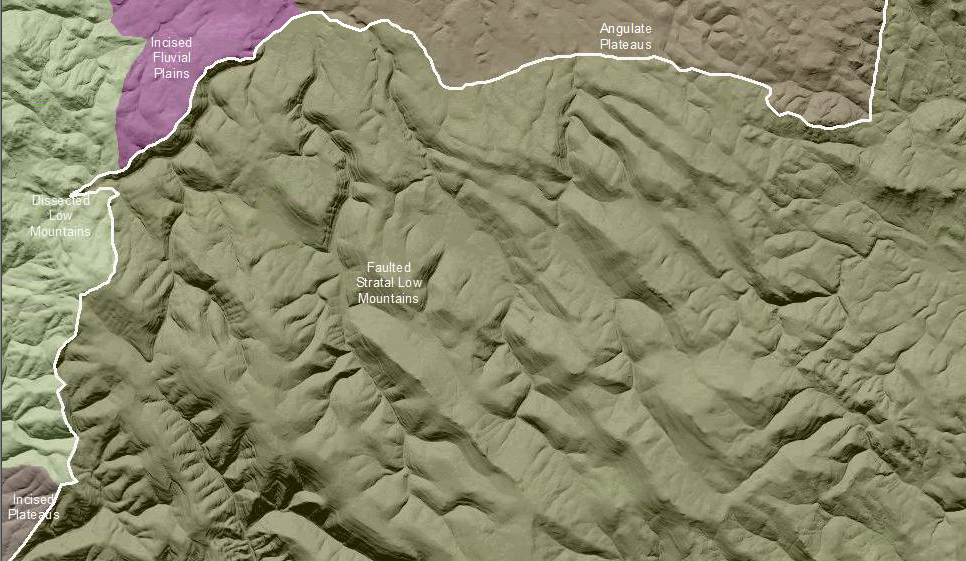 Incised
Fluvial
Plains
Angulate
Plateaus
Dissected
Low
Mountains
Faulted
Stratal Low
Mountains
Incised
Plateaus